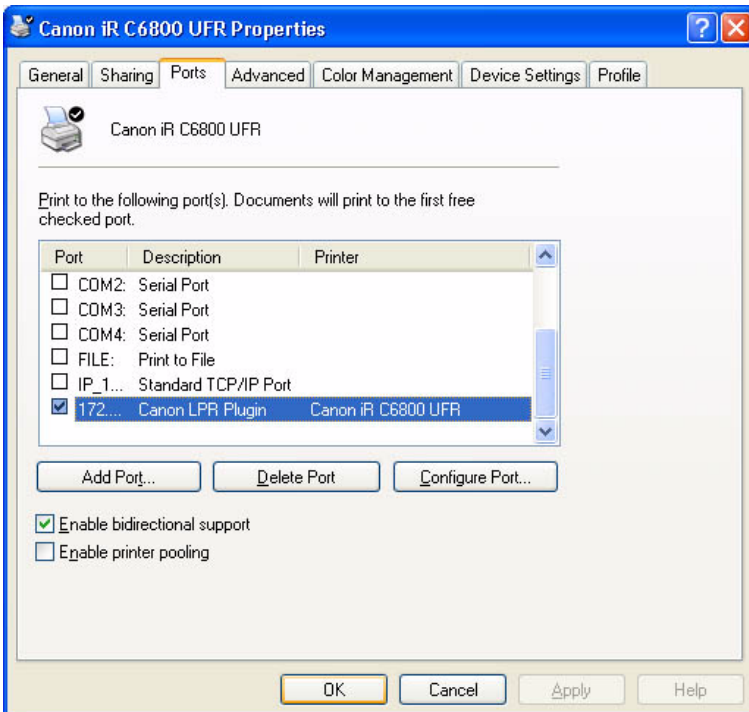 Canon iR C6800 UFR Properties
General Sharing Ports Advanced Color Management Device Settings Profile
Canon iR C6800 UFR
Print to the following port(s). Documents will print to the first free
checked port.
Port Description Printer
COM2: Serial Port
COM3: Serial Port
COM4: Serial Port
FILE: Print to File
IP_1... Standard TCP/IP Port
172.... Canon LPR Plugin Canon iR C6800 UFR
Add Port... Delete Port Configure Port...
Enable bidirectional support
Enable printer pooling
OK Cancel Apply Help